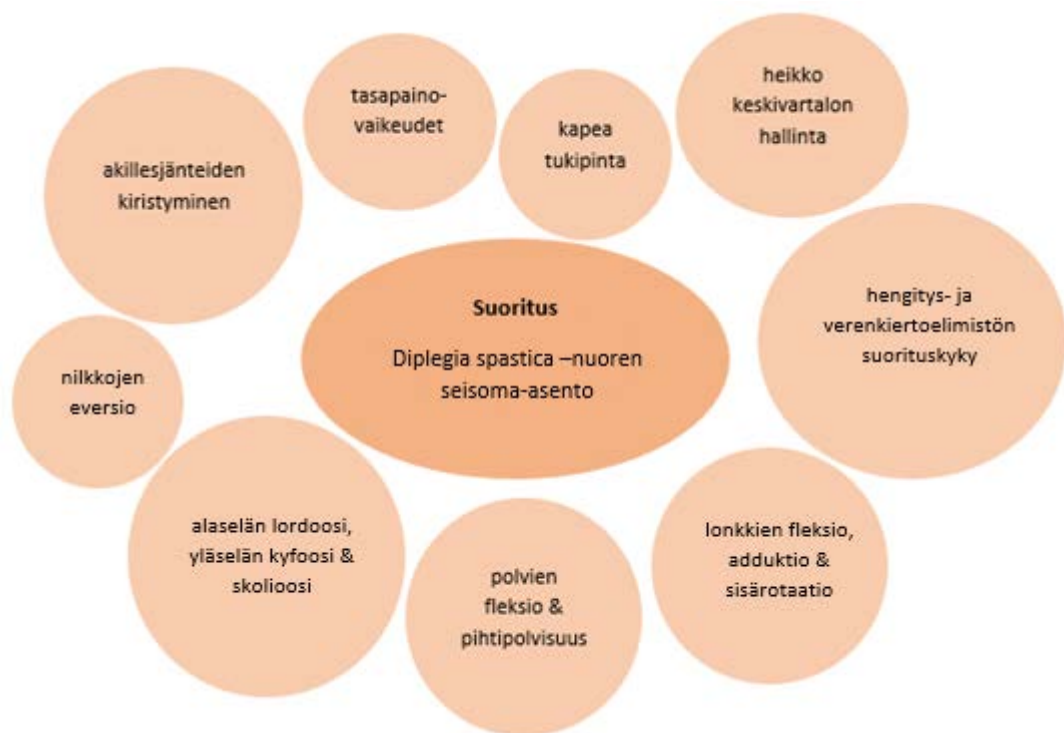 tasapaino-
vaikeudet
kapea
tukipinta
heikko
keskivartalon
hallinta
akillesjänteiden
kiristyminen
Suoritus
Diplegia spastica –nuoren
seisoma-asento
hengitys- ja
verenkiertoelimistön
suorituskyky
nilkkojen
eversio
alaselän lordoosi,
yläselän kyfoosi &
skolioosi
polvien
fleksio &
pihtipolvisuus
lonkkien fleksio,
adduktio &
sisärotaatio